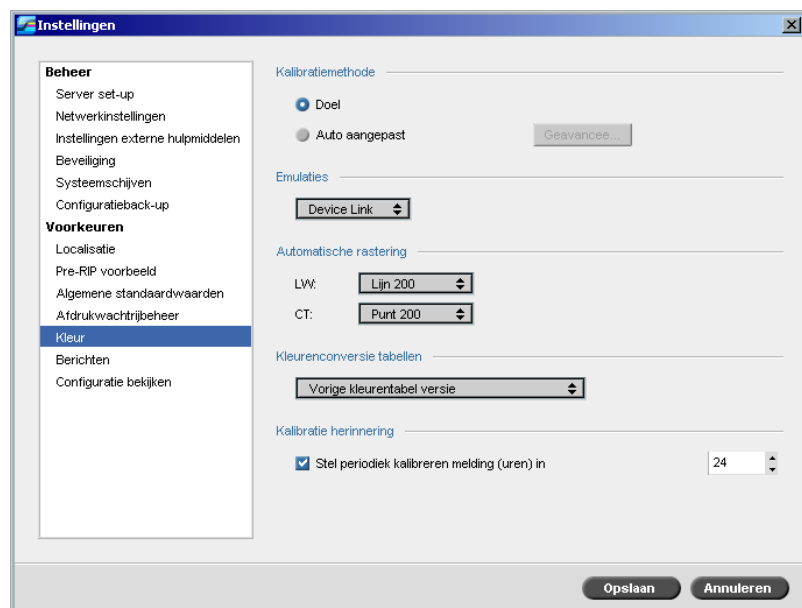 Instellingen
Beheer
Server set-up
Netwerkinstellingen
Instellingen externe hulpmiddelen
Beveiliging
Systeemschijven
Configuratieback-up
Voorkeuren
Localisatie
Pre-RIP voorbeeld
Algemene standaardwaarden
Afdrukwachtrijbeheer
Kleur
Berichten
Configuratie bekijken
Kalibratiemethode
Doel
Auto aangepast
Geavancee...
Emulaties
Device Link
Automatische rastering
LW: Lijn 200
CT: Punt 200
Kleurenconversie tabellen
Vorige kleurentabel versie
Kalibratie herinnering
Stel periodiek kalibreren melding (uren) in 24
Opslaan Annuleren